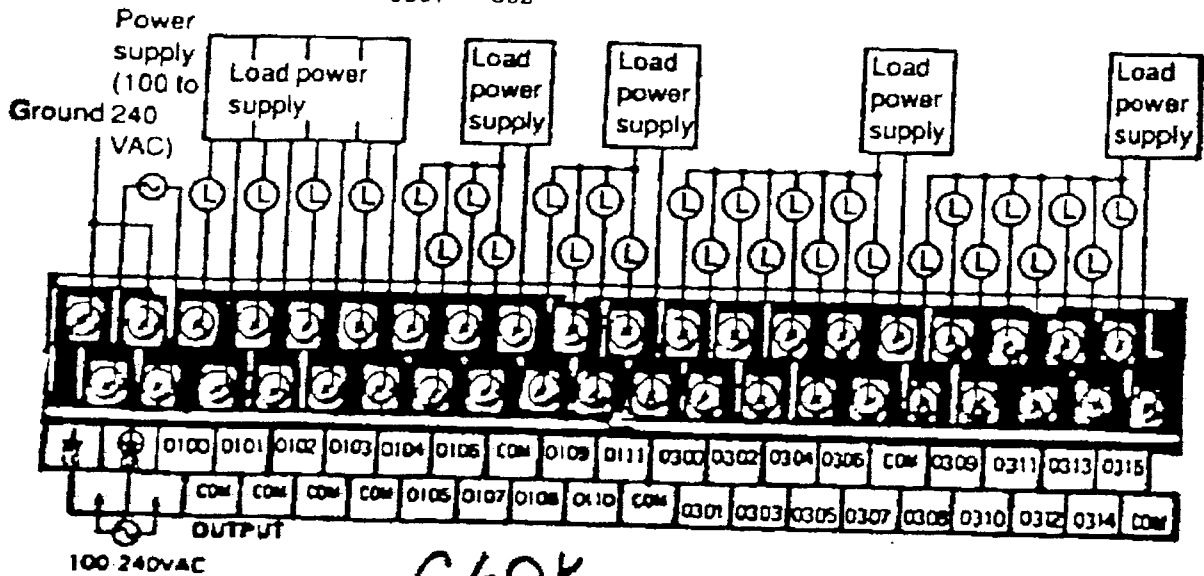 Power
supply
(100 to
240
VAC)
Ground
Load power
supply
Load
power
supply
Load
power
supply
Load
power
supply
Load
power
supply
L L L L L L L L L L L L L L
L L L L L L L L L L
0100 0101 0102 0103 0104 0106 COM 0109 0111 0300 0302 0304 0306 COM 0309 0311 0313 0315
COM COM COM COM 0105 0107 0108 0110 COM 0301 0303 0305 0307 0308 0310 0312 0314 COM
OUTPUT
100-240VAC
C60K